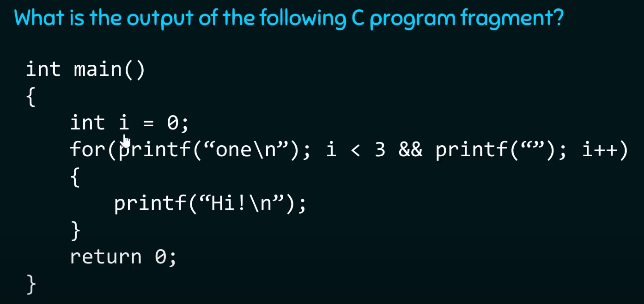 What is the output of the following C program fragment?
int main()
{
int i = 0;
for(printf(“one\n”); i < 3 && printf(“”); i++)
{
printf(“Hi!\n”);
}
return 0;
}